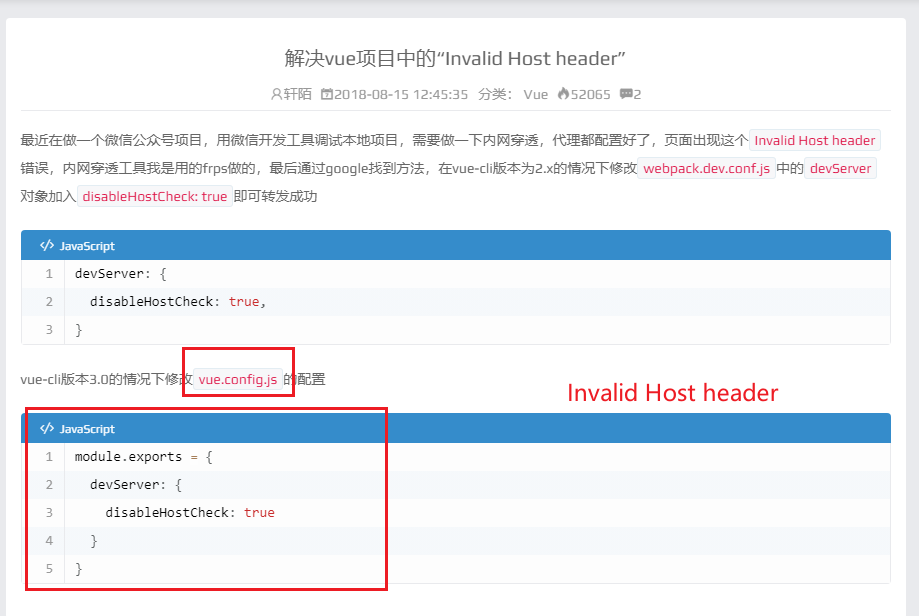 解决vue项目中的“Invalid Host header”
轩陌 2018-08-15 12:45:35 分类： Vue 52065 2
最近在做一个微信公众号项目，用微信开发工具调试本地项目，需要做一下内网穿透，代理都配置好了，页面出现这个 Invalid Host header
错误，内网穿透工具我是用的frps做的，最后通过google找到方法，在vue-cli版本为2.x的情况下修改 webpack.dev.conf.js 中的 devServer
对象加入 disableHostCheck: true 即可转发成功
</> JavaScript
1 devServer: {
2 disableHostCheck: true,
3 }
vue-cli版本3.0的情况下修改 vue.config.js 的配置
Invalid Host header
</> JavaScript
1 module.exports = {
2 devServer: {
3 disableHostCheck: true
4 }
5 }